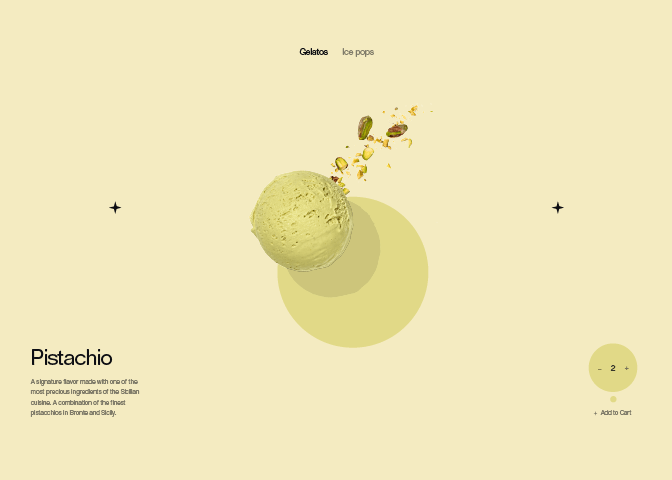 Gelatos Ice pops
Pistachio
A signature flavor made with one of the
most precious ingredients of the Sicilian
cuisine. A combination of the finest
pistacchios in Bronte and Sicily.
– 2 +
+ Add to Cart